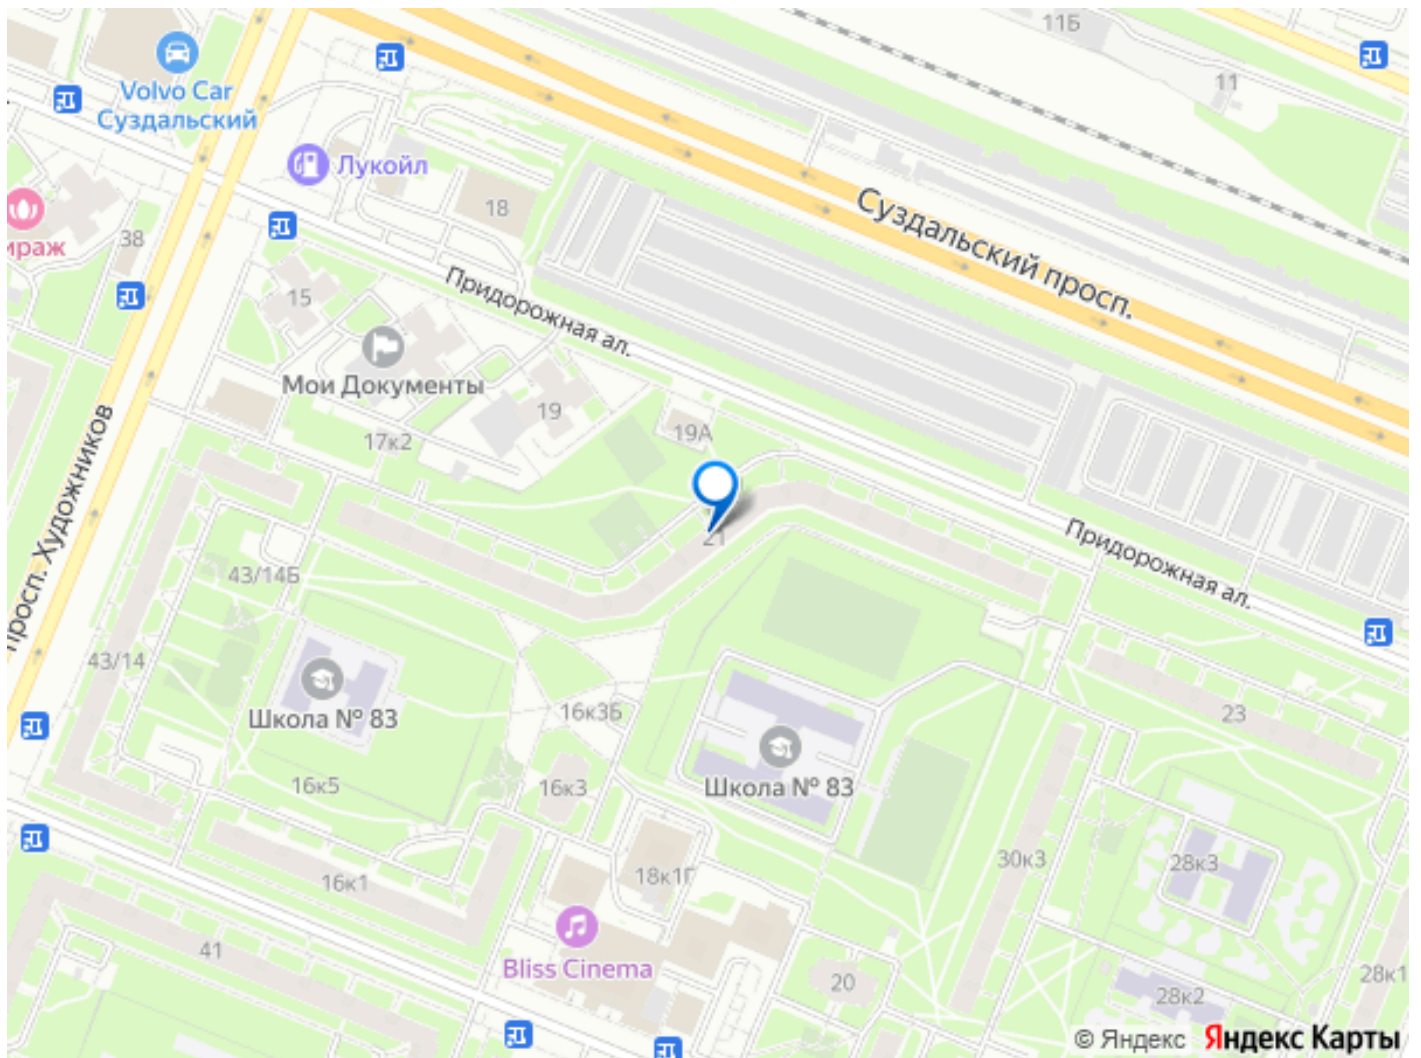 11Б
11
Volvo Car
Суздальский
Лукойл
18
Суздальский просп.
38
ираж
15
Придорожная ал.
Мои Документы
19
19А
17к2
просп. Художников
21
Придорожная ал.
43/14Б
43/14
Школа № 83
16к3Б
23
16к5
16к3
Школа № 83
30к3
28к3
16к1
18к1Г
41
Bliss Cinema
20
28к1
28к2
© Яндекс Яндекс Карты